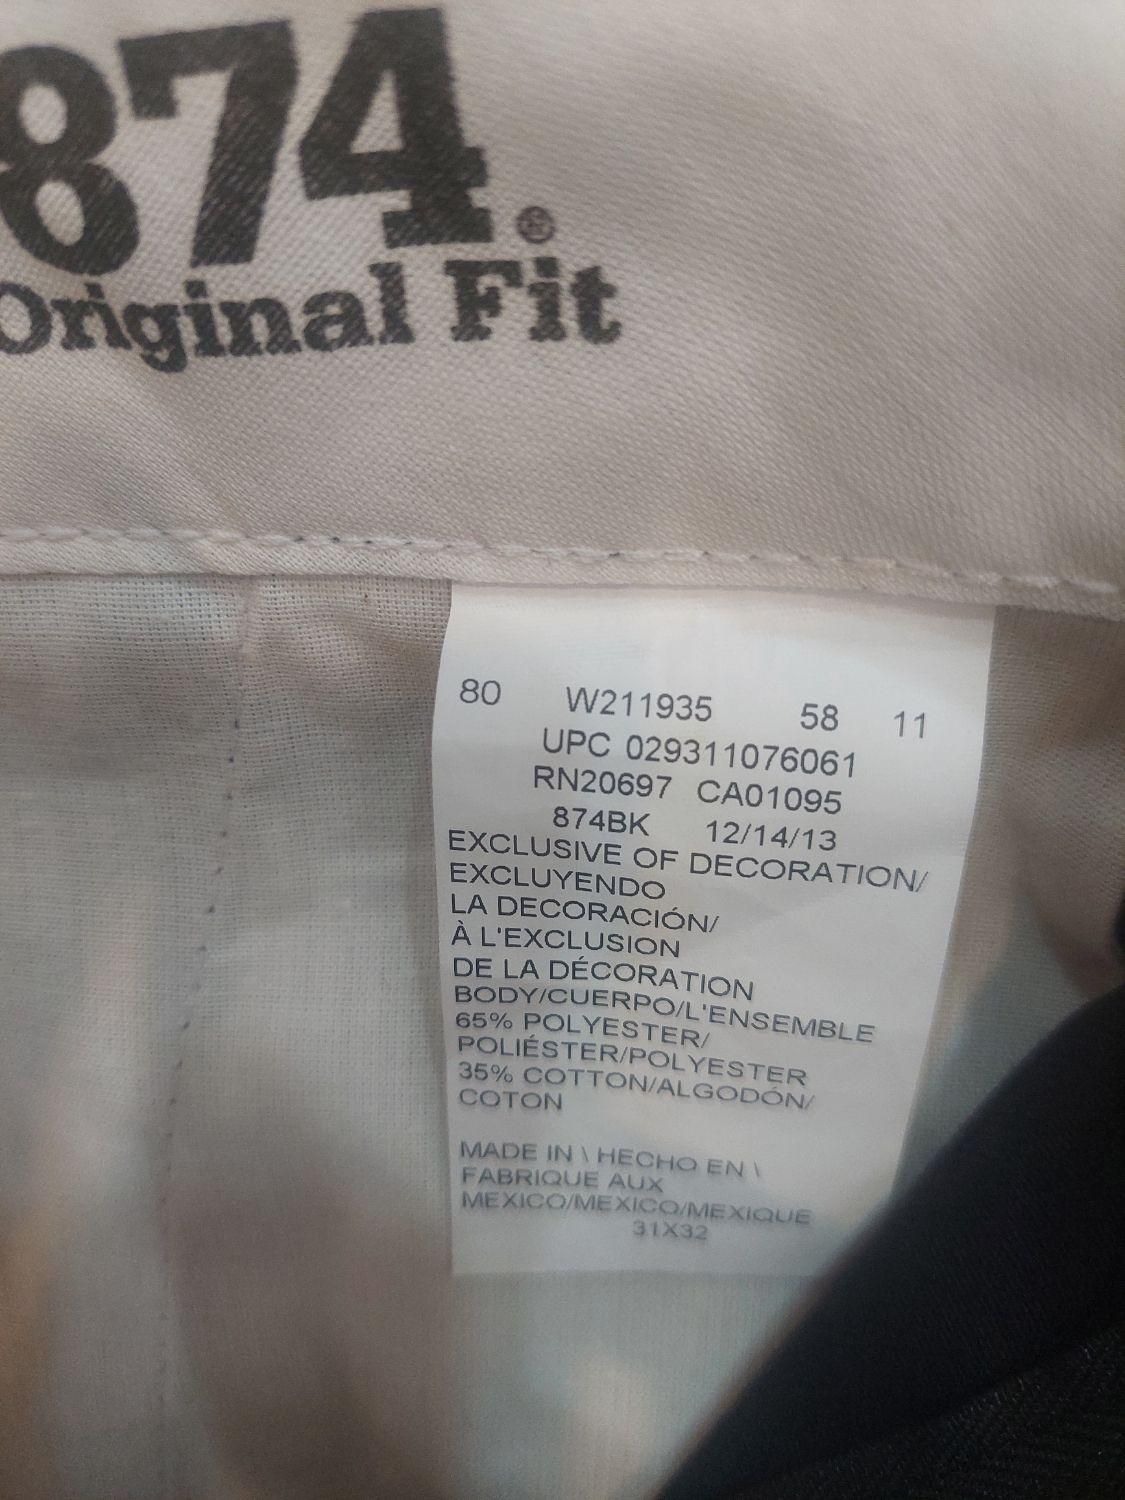 874®
Original Fit
80 W211935 58 11
UPC 029311076061
RN20697 CA01095
874BK 12/14/13
EXCLUSIVE OF DECORATION/
EXCLUYENDO
LA DECORACIÓN/
À L'EXCLUSION
DE LA DÉCORATION
BODY/CUERPO/L'ENSEMBLE
65% POLYESTER/
POLIÉSTER/POLYESTER
35% COTTON/ALGODÓN/
COTON
MADE IN \ HECHO EN \
FABRIQUE AUX
MEXICO/MEXICO/MEXIQUE
31X32